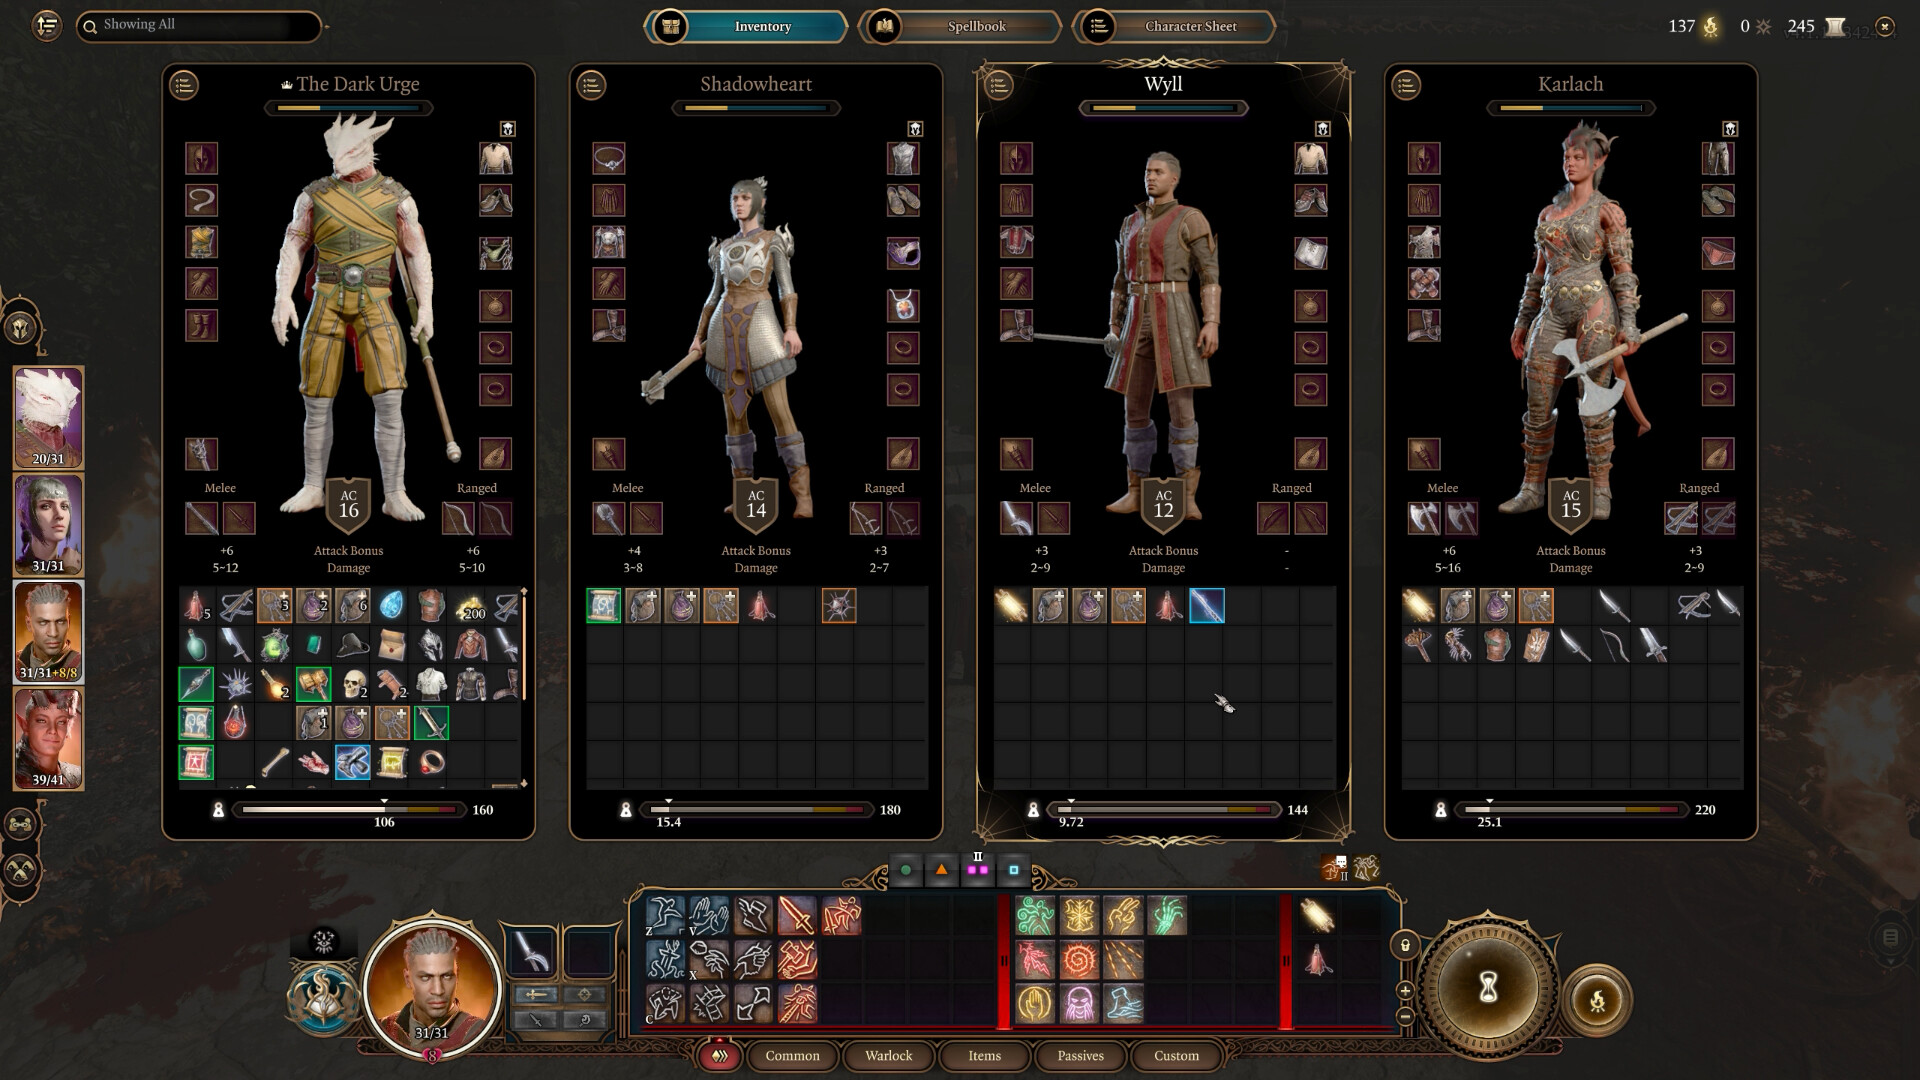 Showing All
Inventory
Spellbook
Character Sheet
137
0
245
The Dark Urge
Shadowheart
Wyll
Karlach
20/31
31/31
31/31+8/8
39/41
Melee
AC
16
Ranged
+6
Attack Bonus
+6
5~12
Damage
5~10
5
3
2
6
200
2
2
2
1
106
160
Melee
AC
14
Ranged
+4
Attack Bonus
+3
3~8
Damage
2~7
15.4
180
Melee
AC
12
Ranged
+3
Attack Bonus
-
2~9
Damage
-
9.72
144
Melee
AC
15
Ranged
+6
Attack Bonus
+3
5~16
Damage
2~9
25.1
220
II
II
Z
V
X
C
31/31
8
Common
Warlock
Items
Passives
Custom